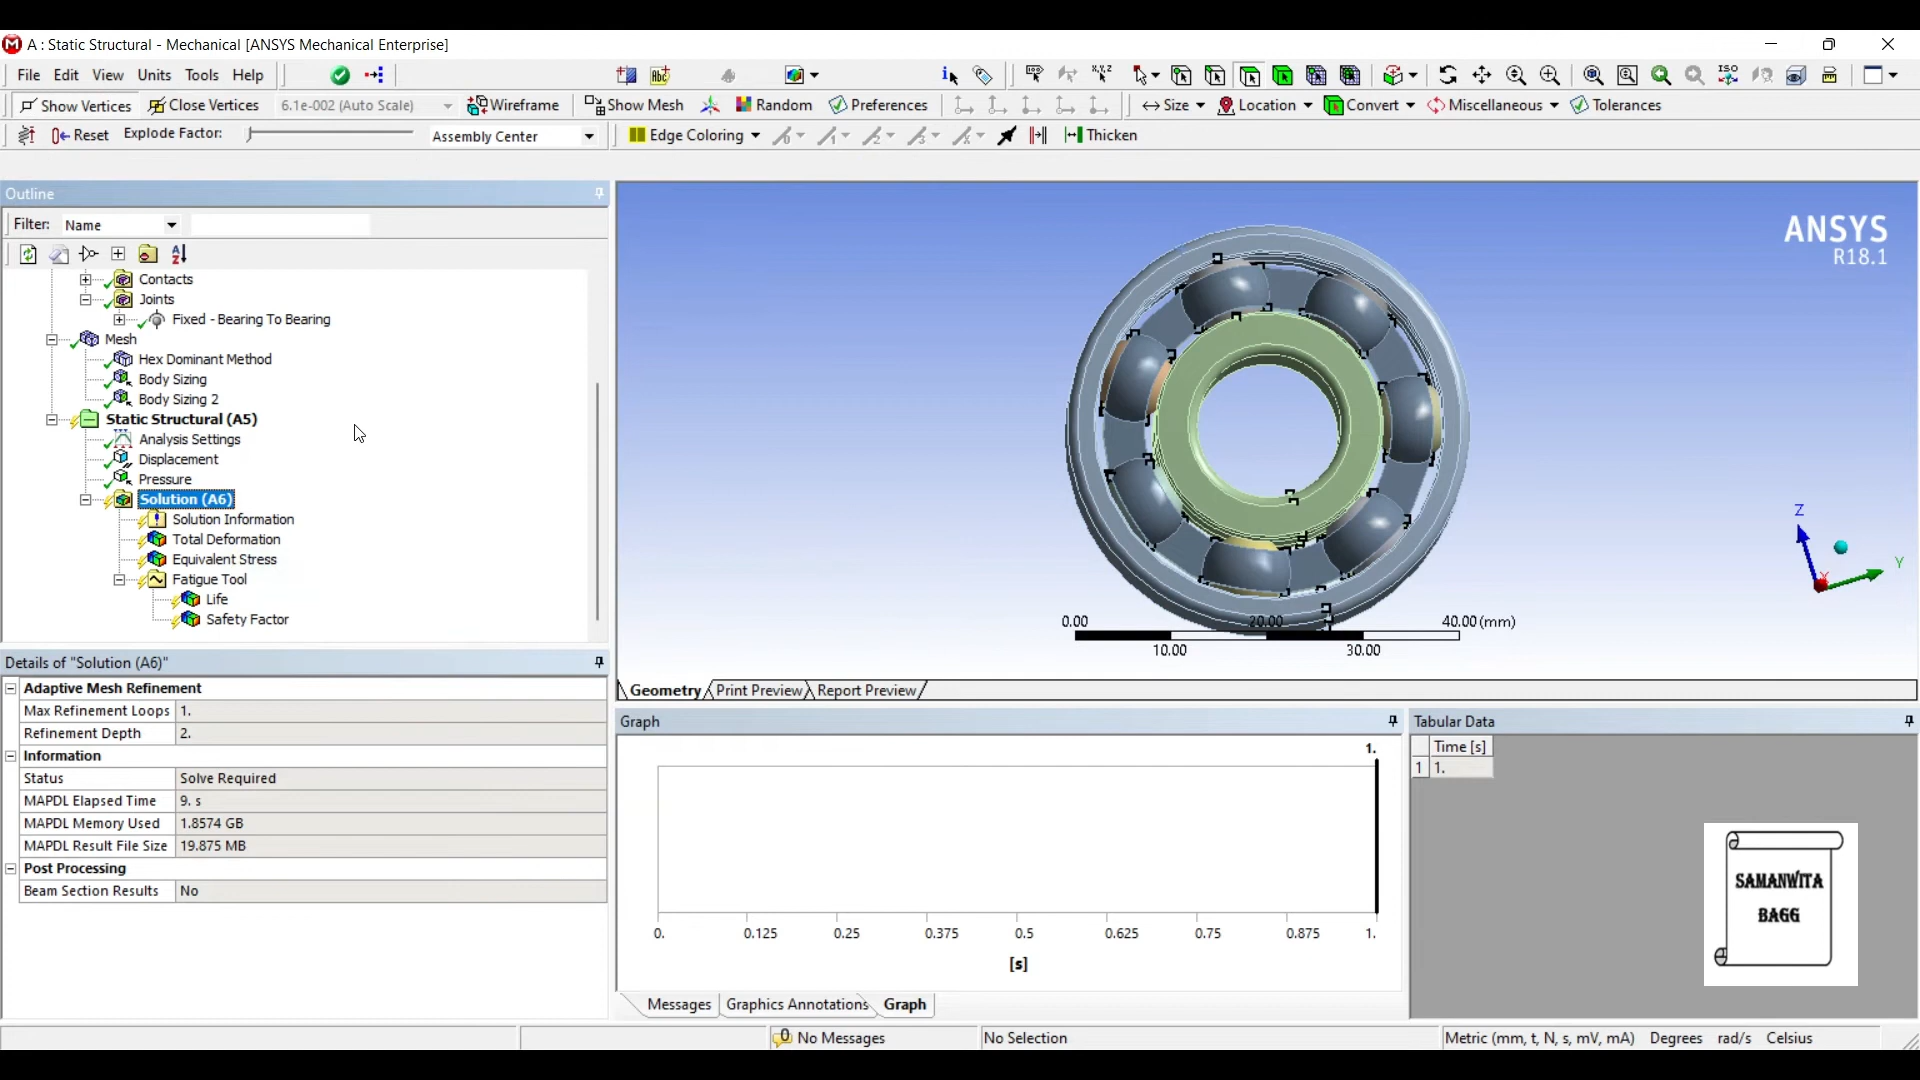 A : Static Structural - Mechanical [ANSYS Mechanical Enterprise]
File Edit View Units Tools Help
Show Vertices Close Vertices 6.1e-002 (Auto Scale) Wireframe Show Mesh Random Preferences Size Location Convert Miscellaneous Tolerances
Reset Explode Factor: Assembly Center Edge Coloring Thicken
Outline
Filter: Name
Contacts
Joints
Fixed - Bearing To Bearing
Mesh
Hex Dominant Method
Body Sizing
Body Sizing 2
Static Structural (A5)
Analysis Settings
Displacement
Pressure
Solution (A6)
Solution Information
Total Deformation
Equivalent Stress
Fatigue Tool
Life
Safety Factor
ANSYS
R18.1
Z
Y
X
0.00 20.00 40.00 (mm)
10.00 30.00
Geometry Print Preview Report Preview
Details of "Solution (A6)"
Adaptive Mesh Refinement
Max Refinement Loops 1.
Refinement Depth 2.
Information
Status Solve Required
MAPDL Elapsed Time 9. s
MAPDL Memory Used 1.8574 GB
MAPDL Result File Size 19.875 MB
Post Processing
Beam Section Results No
Graph
1.
0. 0.125 0.25 0.375 0.5 0.625 0.75 0.875 1.
[s]
Messages Graphics Annotations Graph
Tabular Data
Time [s]
1 1.
SAMANWITA
BAGG
0 No Messages No Selection Metric (mm, t, N, s, mV, mA) Degrees rad/s Celsius